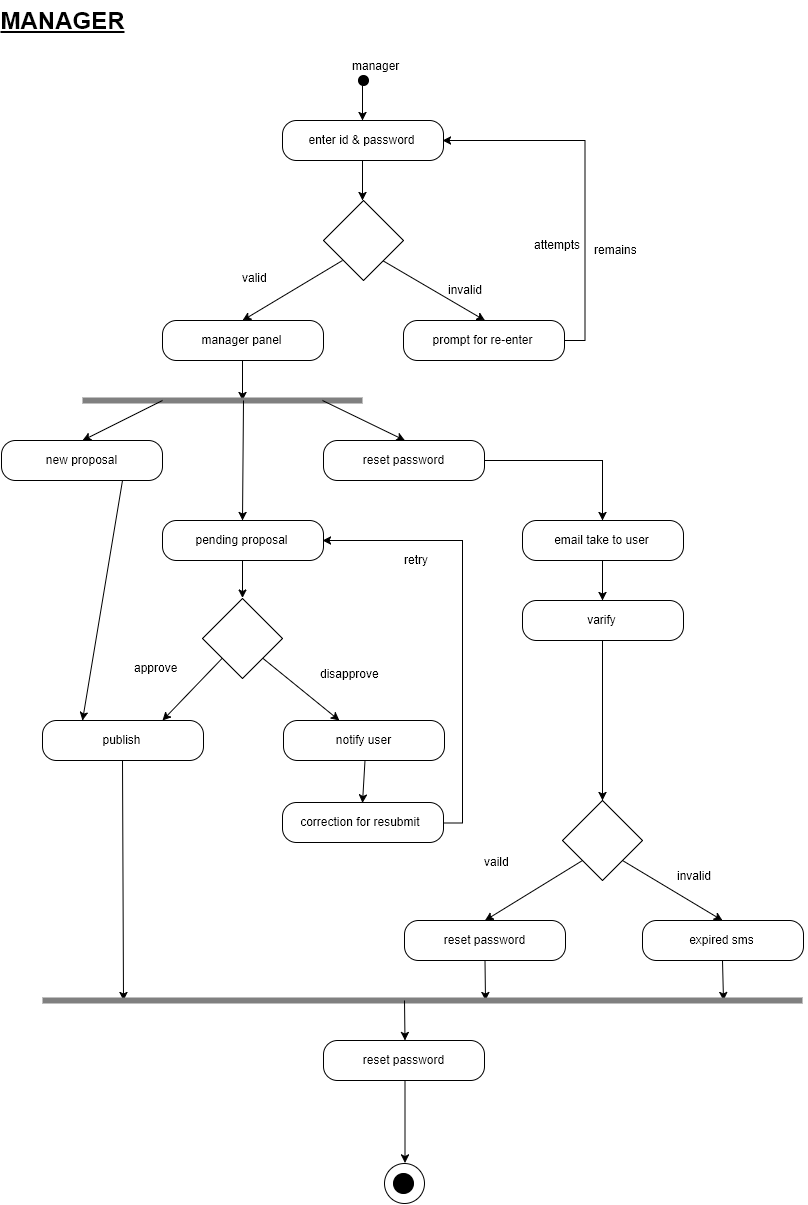 MANAGER
manager
enter id & password
attempts
remains
valid
invalid
manager panel
prompt for re-enter
new proposal
reset password
pending proposal
email take to user
retry
varify
approve
disapprove
publish
notify user
correction for resubmit
vaild
invalid
reset password
expired sms
reset password